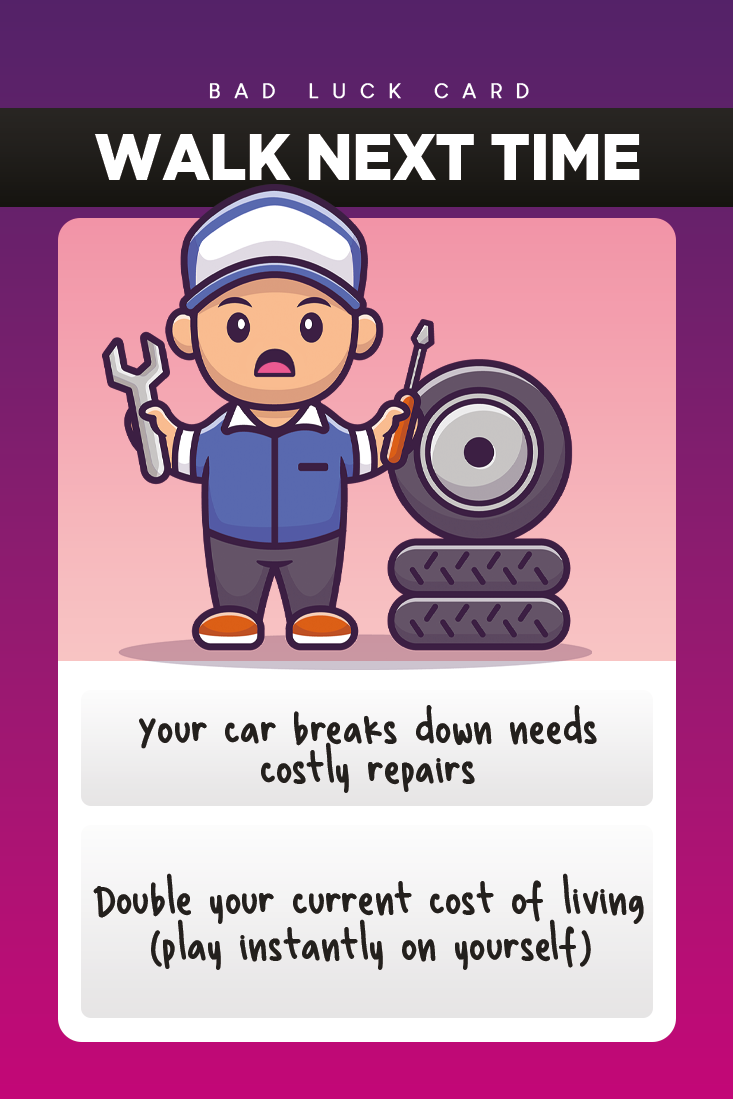 BAD LUCK CARD
WALK NEXT TIME
Your car breaks down needs
costly repairs
Double your current cost of living
(play instantly on yourself)